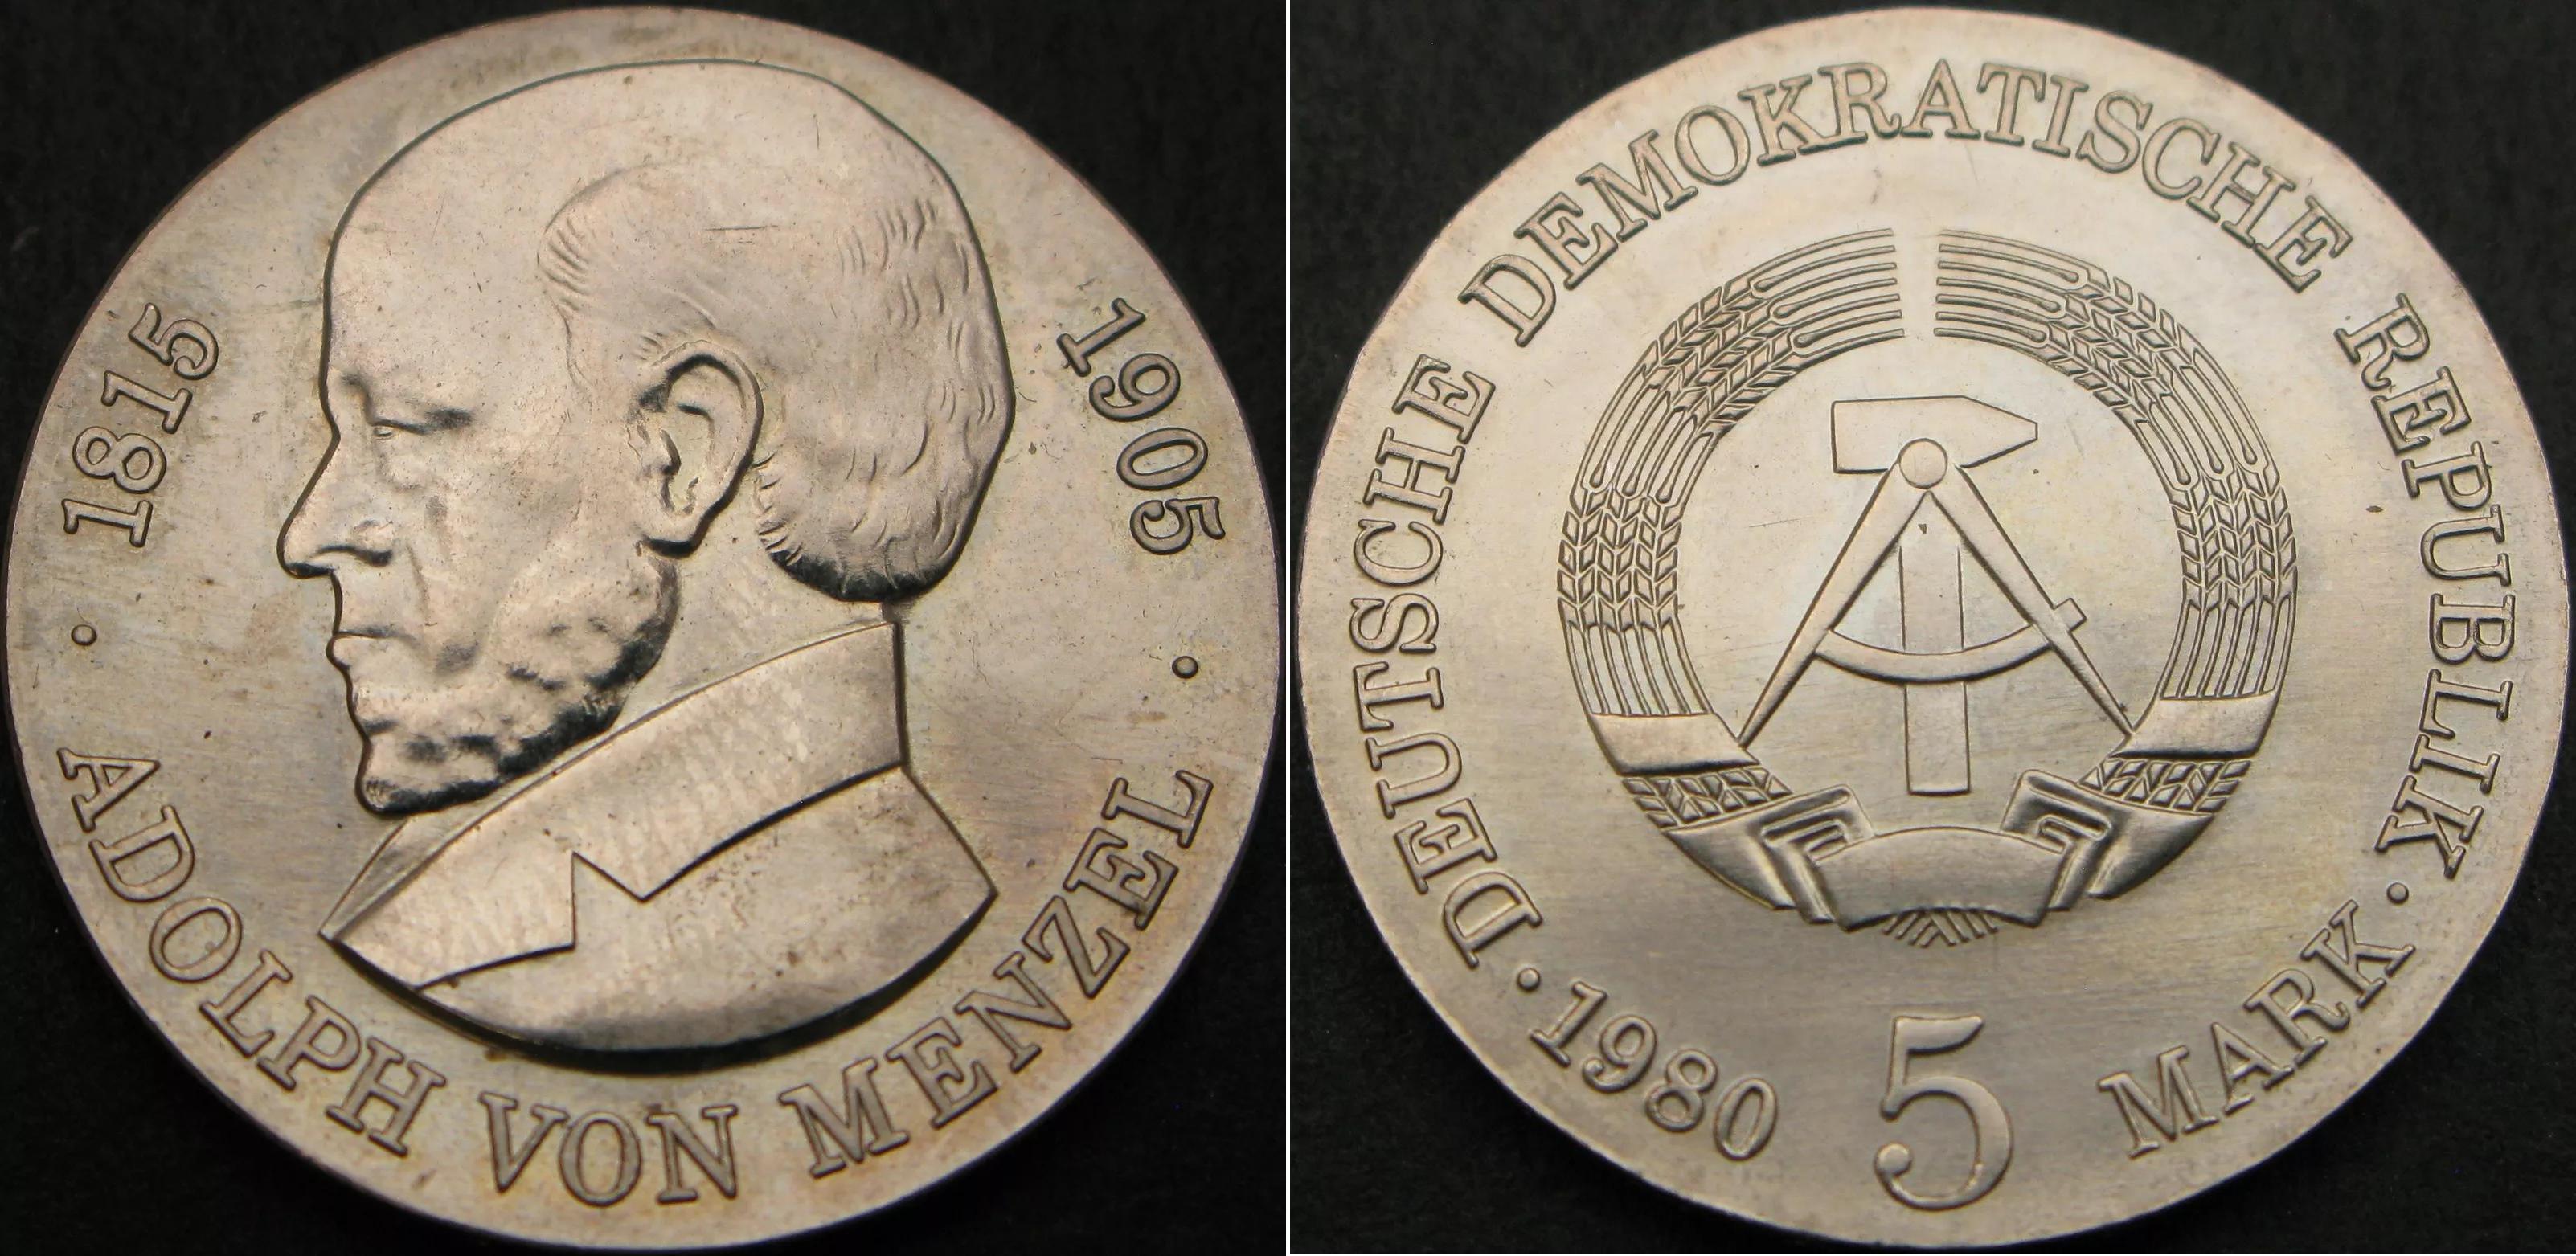 1815
1905
· ADOLPH VON MENZEL ·
DEUTSCHE DEMOKRATISCHE REPUBLIK
· 1980
5
MARK ·